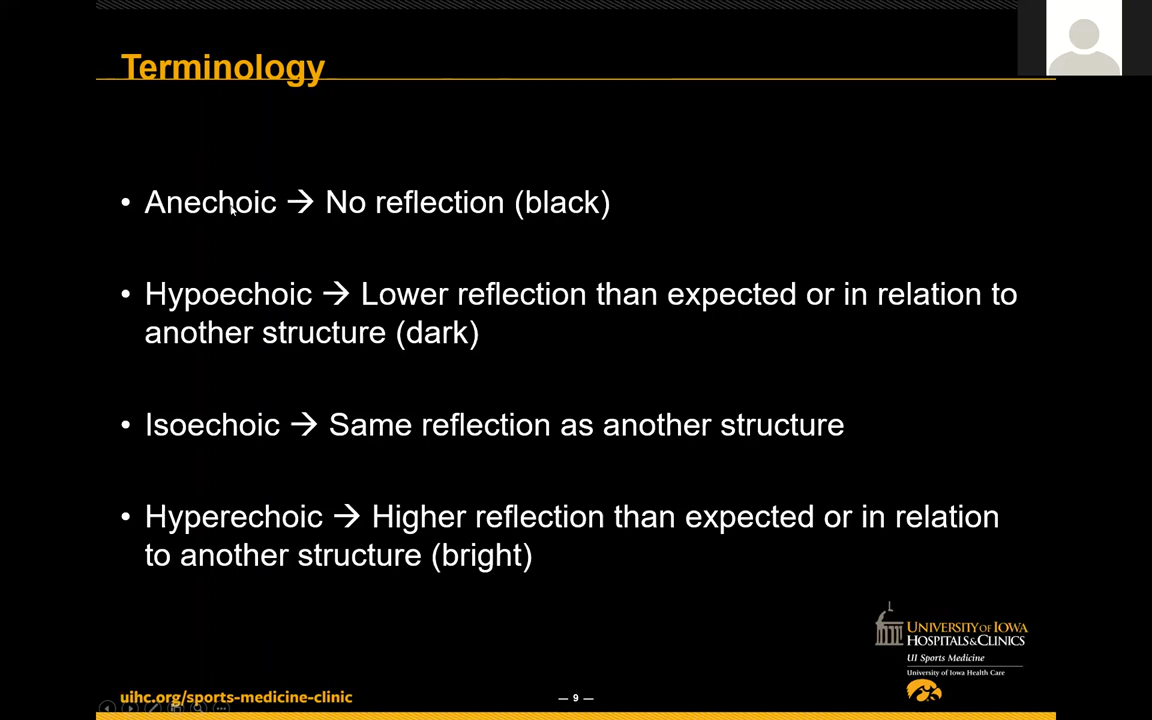 Terminology
• Anechoic → No reflection (black)
• Hypoechoic → Lower reflection than expected or in relation to
another structure (dark)
• Isoechoic → Same reflection as another structure
• Hyperechoic → Higher reflection than expected or in relation
to another structure (bright)
UNIVERSITY OF IOWA
HOSPITALS & CLINICS
UI Sports Medicine
University of Iowa Health Care
uihc.org/sports-medicine-clinic
— 9 —